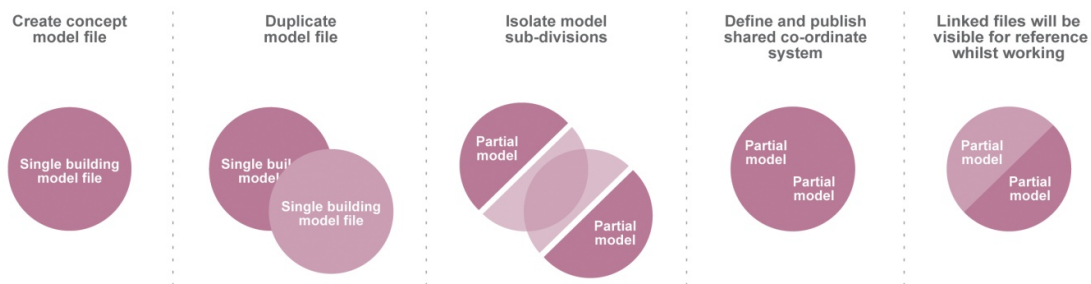 Create concept
model file
Single building
model file
Duplicate
model file
Single buil
model
Single building
model file
Isolate model
sub-divisions
Partial
model
Partial
model
Define and publish
shared co-ordinate
system
Partial
model
Partial
model
Linked files will be
visible for reference
whilst working
Partial
model
Partial
model